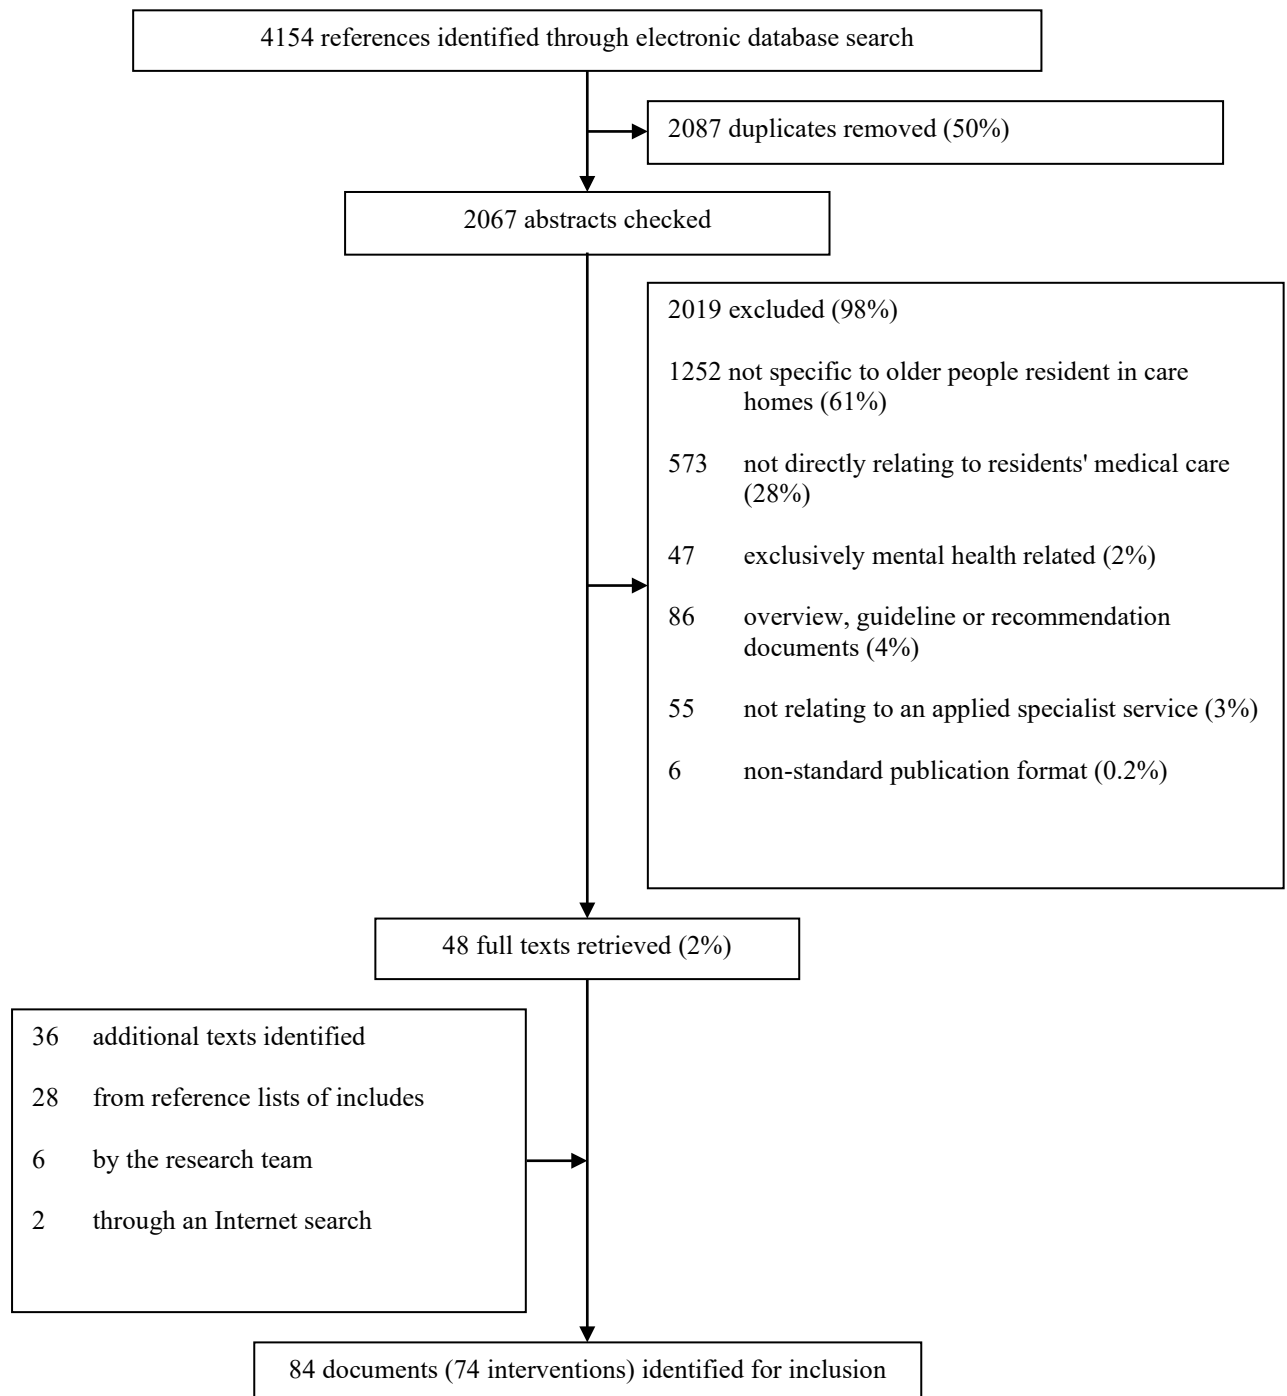 4154 references identified through electronic database search
2087 duplicates removed (50%)
2067 abstracts checked
2019 excluded (98%)
1252 not specific to older people resident in care
homes (61%)
573 not directly relating to residents' medical care
(28%)
47 exclusively mental health related (2%)
86 overview, guideline or recommendation
documents (4%)
55 not relating to an applied specialist service (3%)
6 non-standard publication format (0.2%)
48 full texts retrieved (2%)
36 additional texts identified
28 from reference lists of includes
6 by the research team
2 through an Internet search
84 documents (74 interventions) identified for inclusion